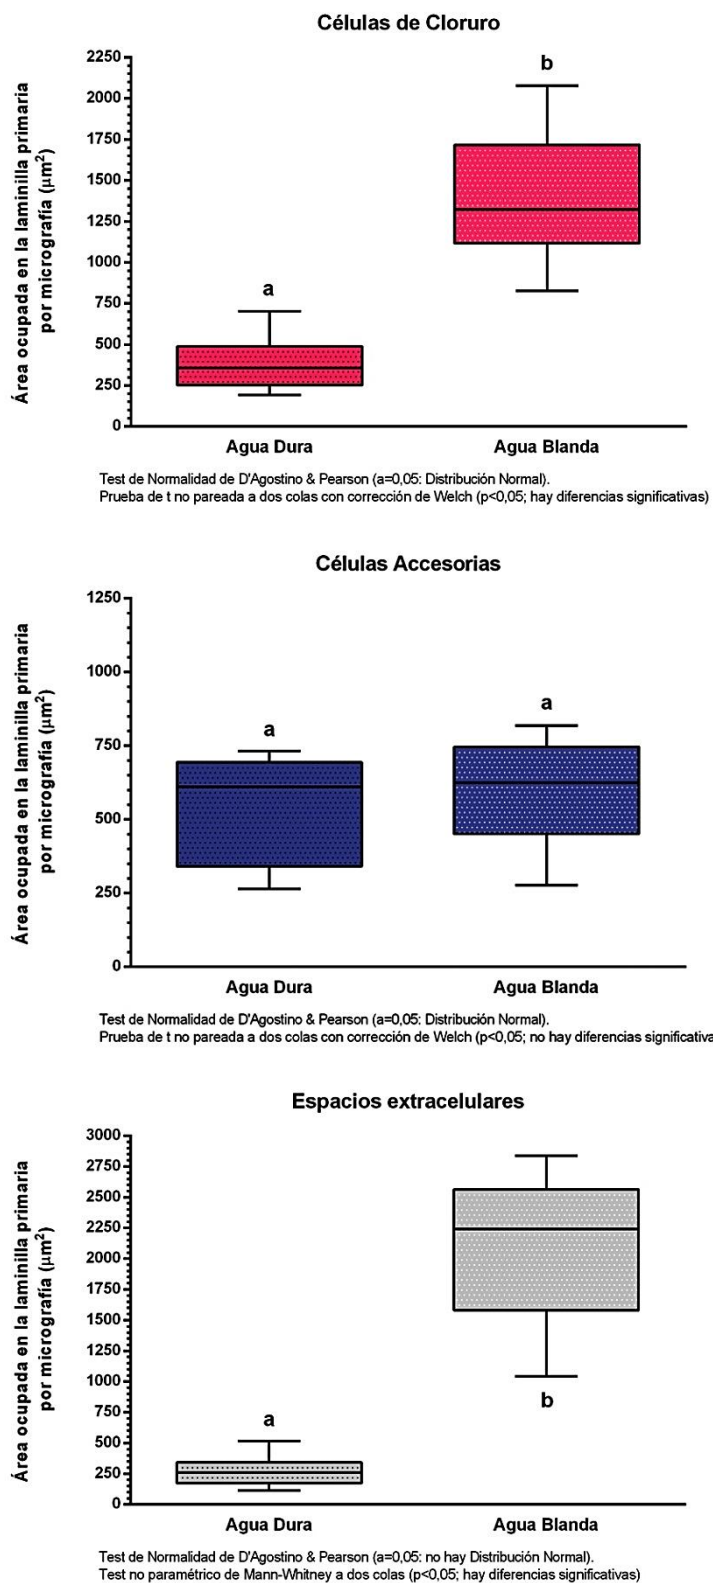 Células de Cloruro
Área ocupada en la laminilla primaria
por micrografía (µm²)
2250
2000
1750
1500
1250
1000
750
500
250
0
a
b
Agua Dura
Agua Blanda
Test de Normalidad de D'Agostino & Pearson (a=0,05: Distribución Normal).
Prueba de t no pareada a dos colas con corrección de Welch (p<0,05; hay diferencias significativas)
Células Accesorias
Área ocupada en la laminilla primaria
por micrografía (µm²)
1250
1000
750
500
250
0
a
a
Agua Dura
Agua Blanda
Test de Normalidad de D'Agostino & Pearson (a=0,05: Distribución Normal).
Prueba de t no pareada a dos colas con corrección de Welch (p<0,05; no hay diferencias significativa
Espacios extracelulares
Área ocupada en la laminilla primaria
por micrografía (µm²)
3000
2750
2500
2250
2000
1750
1500
1250
1000
750
500
250
0
a
b
Agua Dura
Agua Blanda
Test de Normalidad de D'Agostino & Pearson (a=0,05: no hay Distribución Normal).
Test no paramétrico de Mann-Whitney a dos colas (p<0,05; hay diferencias significativas)